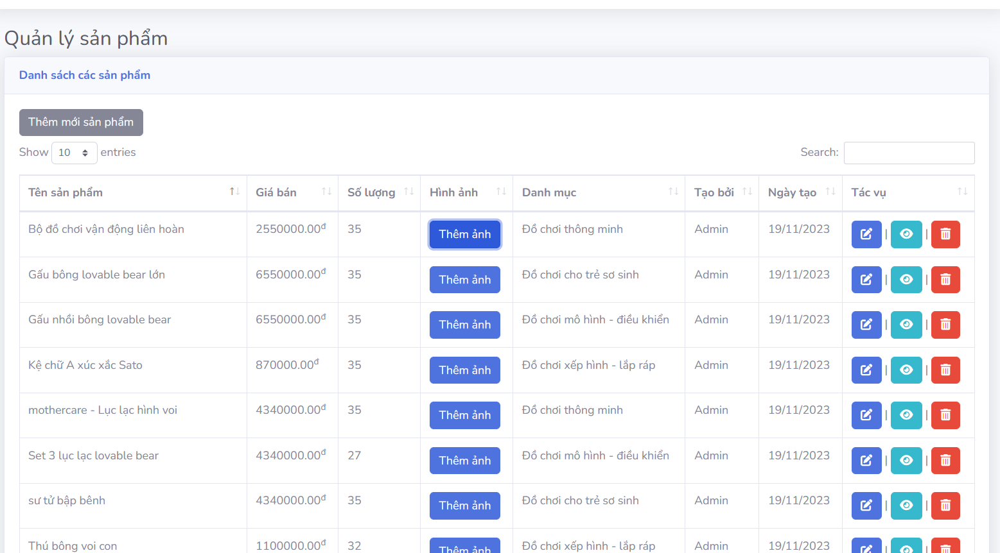 Quản lý sản phẩm
Danh sách các sản phẩm
Thêm mới sản phẩm
Show 10 entries
Search:
Tên sản phẩm Giá bán Số lượng Hình ảnh Danh mục Tạo bởi Ngày tạo Tác vụ
Bộ đồ chơi vận động liên hoàn 2550000.00đ 35 Thêm ảnh Đồ chơi thông minh Admin 19/11/2023 | |
Gấu bông lovable bear lớn 6550000.00đ 35 Thêm ảnh Đồ chơi cho trẻ sơ sinh Admin 19/11/2023 | |
Gấu nhồi bông lovable bear 6550000.00đ 35 Thêm ảnh Đồ chơi mô hình - điều khiển Admin 19/11/2023 | |
Kệ chữ A xúc xắc Sato 870000.00đ 35 Thêm ảnh Đồ chơi xếp hình - lắp ráp Admin 19/11/2023 | |
mothercare - Lục lạc hình voi 4340000.00đ 35 Thêm ảnh Đồ chơi thông minh Admin 19/11/2023 | |
Set 3 lục lạc lovable bear 4340000.00đ 27 Thêm ảnh Đồ chơi mô hình - điều khiển Admin 19/11/2023 | |
sư tử bập bênh 4340000.00đ 35 Thêm ảnh Đồ chơi cho trẻ sơ sinh Admin 19/11/2023 | |
Thú bông voi con 1100000.00đ 32 Thêm ảnh Đồ chơi xếp hình - lắp ráp Admin 19/11/2023 | |